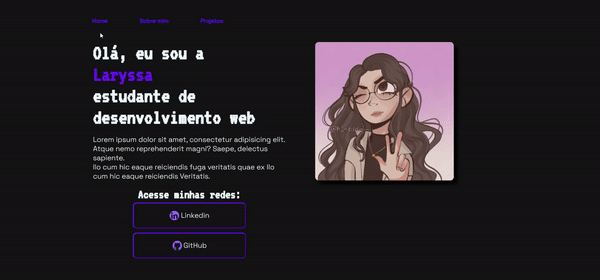 Home Sobre mim Projetos
Olá, eu sou a
Laryssa
estudante de
desenvolvimento web
Lorem ipsum dolor sit amet, consectetur adipisicing elit.
Atque nemo reprehenderit magni? Saepe, delectus
sapiente.
Ilo cum hic eaque reiciendis fuga veritatis quae ex Ilo
cum hic eaque reiciendis Veritatis.
Acesse minhas redes:
Linkedin
GitHub